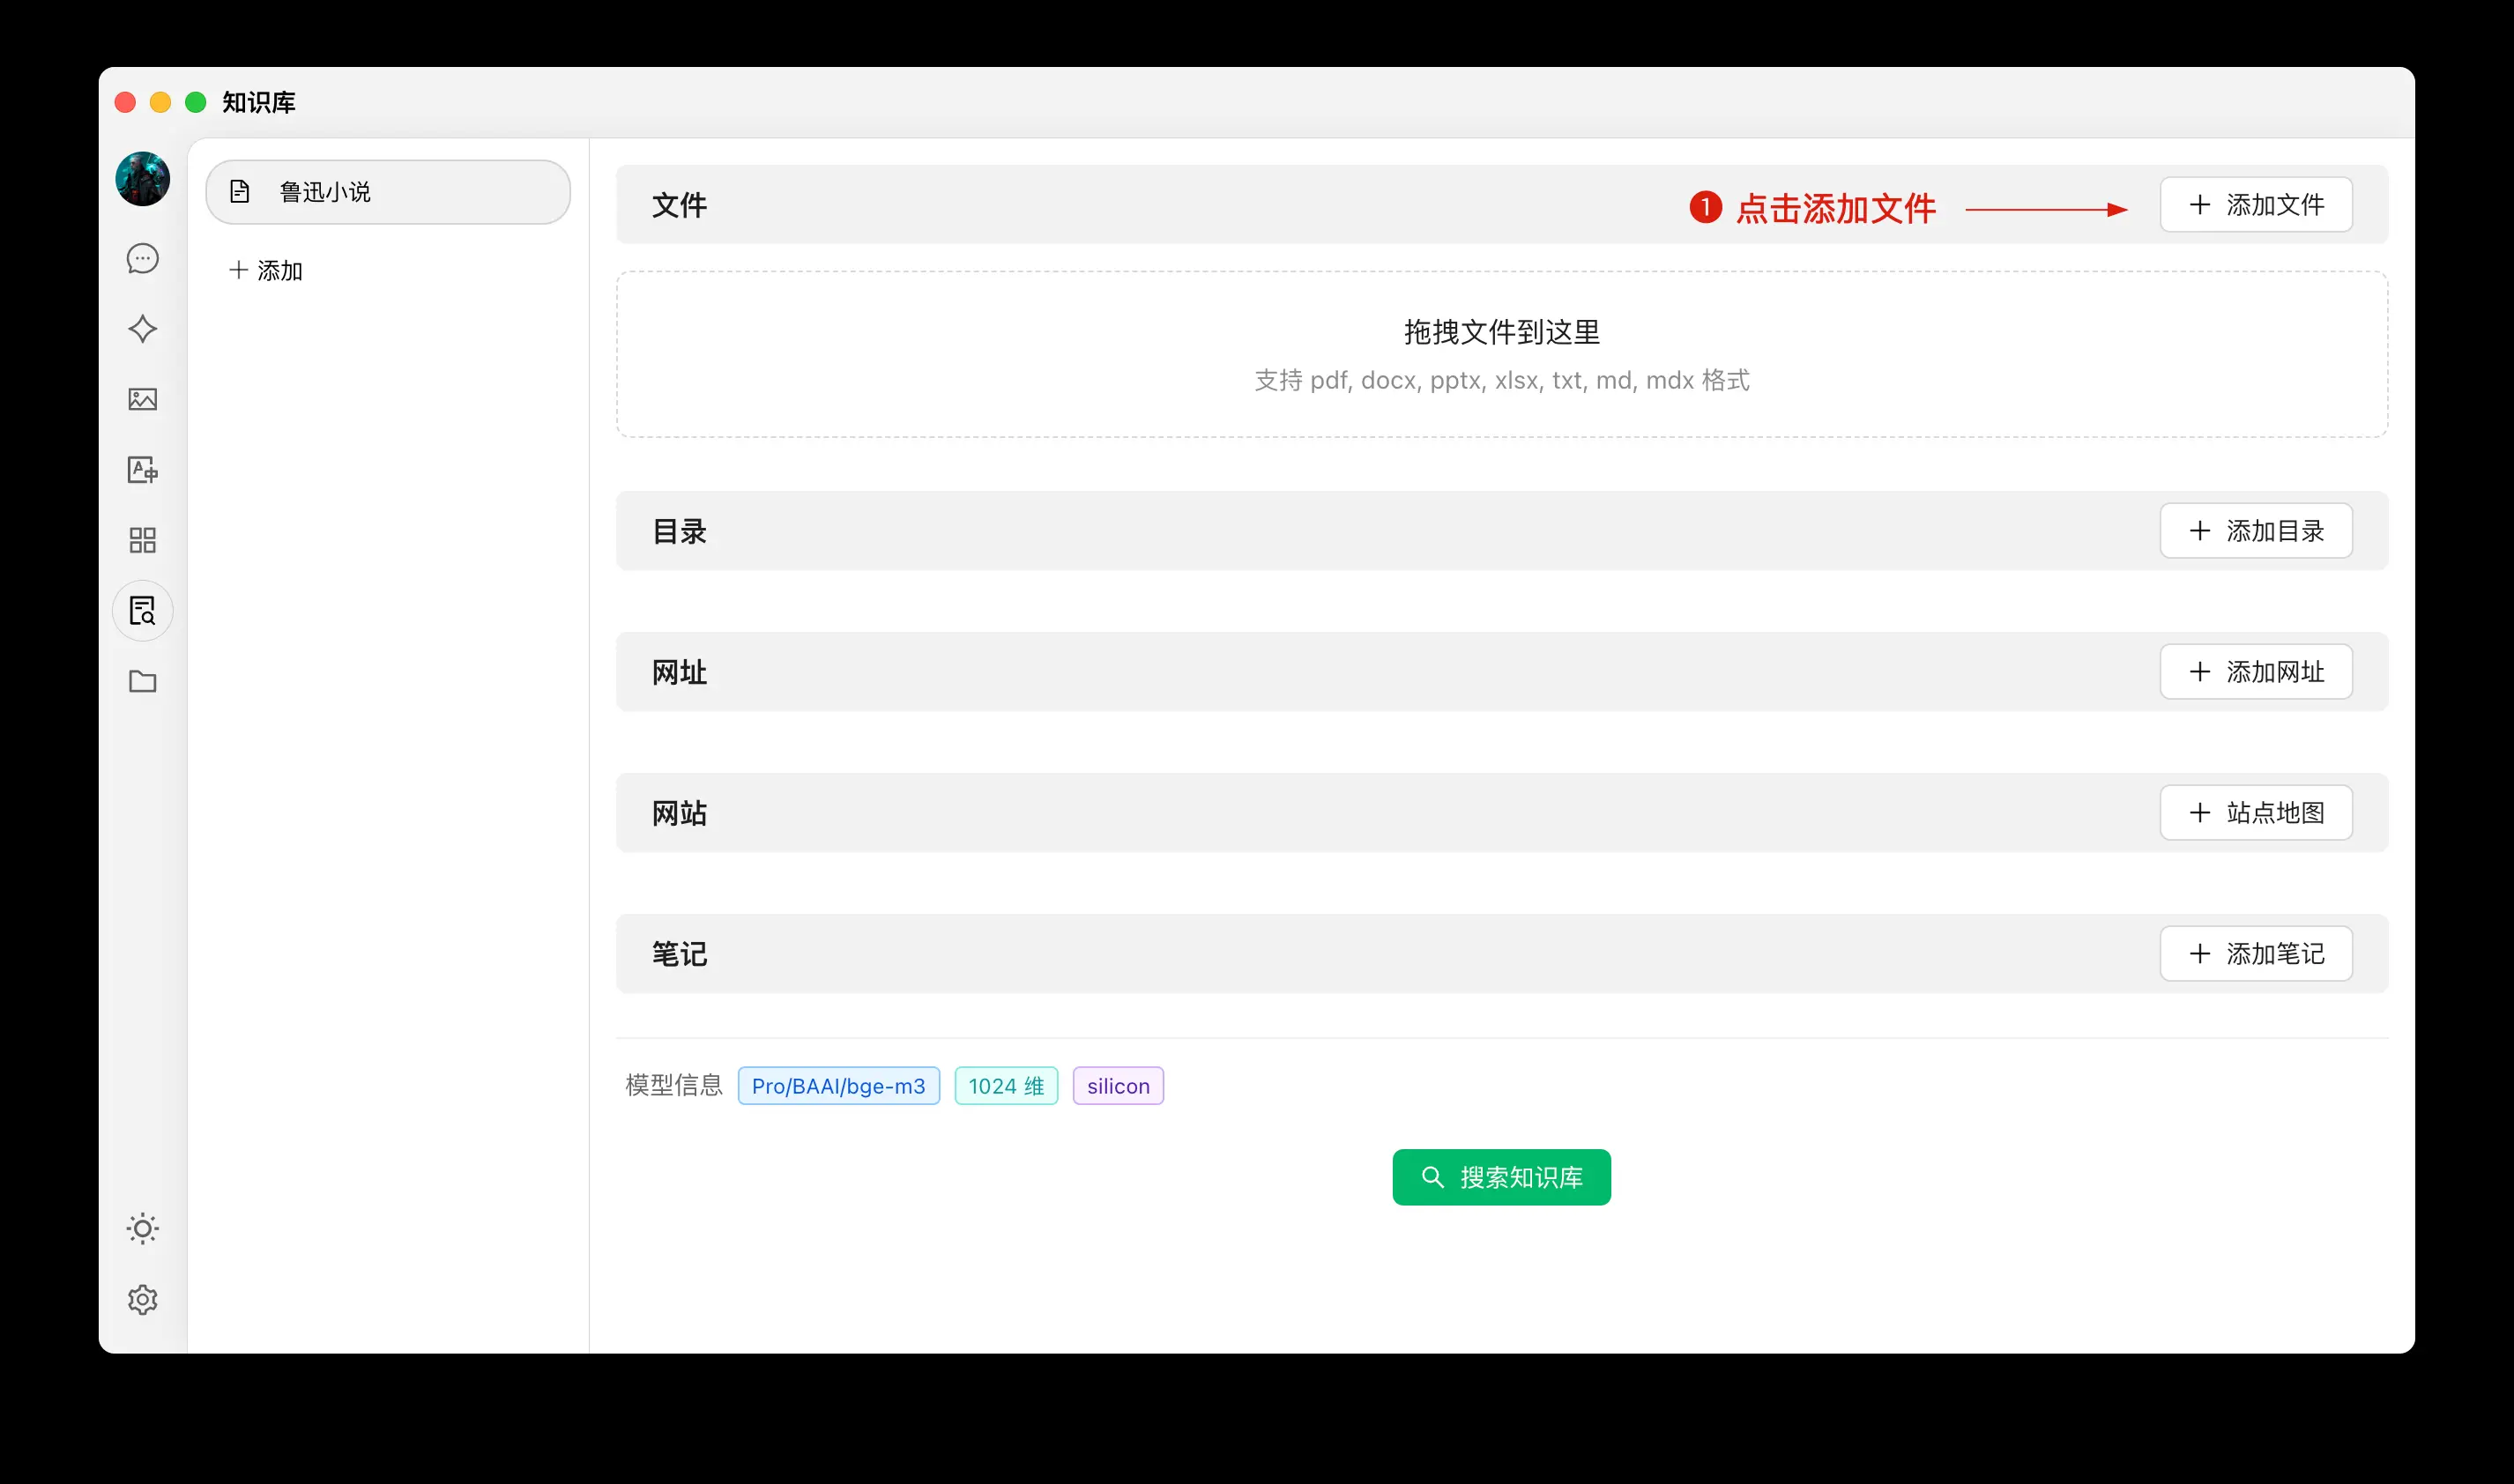 知识库
鲁迅小说
添加
文件
1 点击添加文件
添加文件
拖拽文件到这里
支持 pdf, docx, pptx, xlsx, txt, md, mdx 格式
目录
添加目录
网址
添加网址
网站
站点地图
笔记
添加笔记
模型信息 Pro/BAAI/bge-m3 1024 维 silicon
搜索知识库